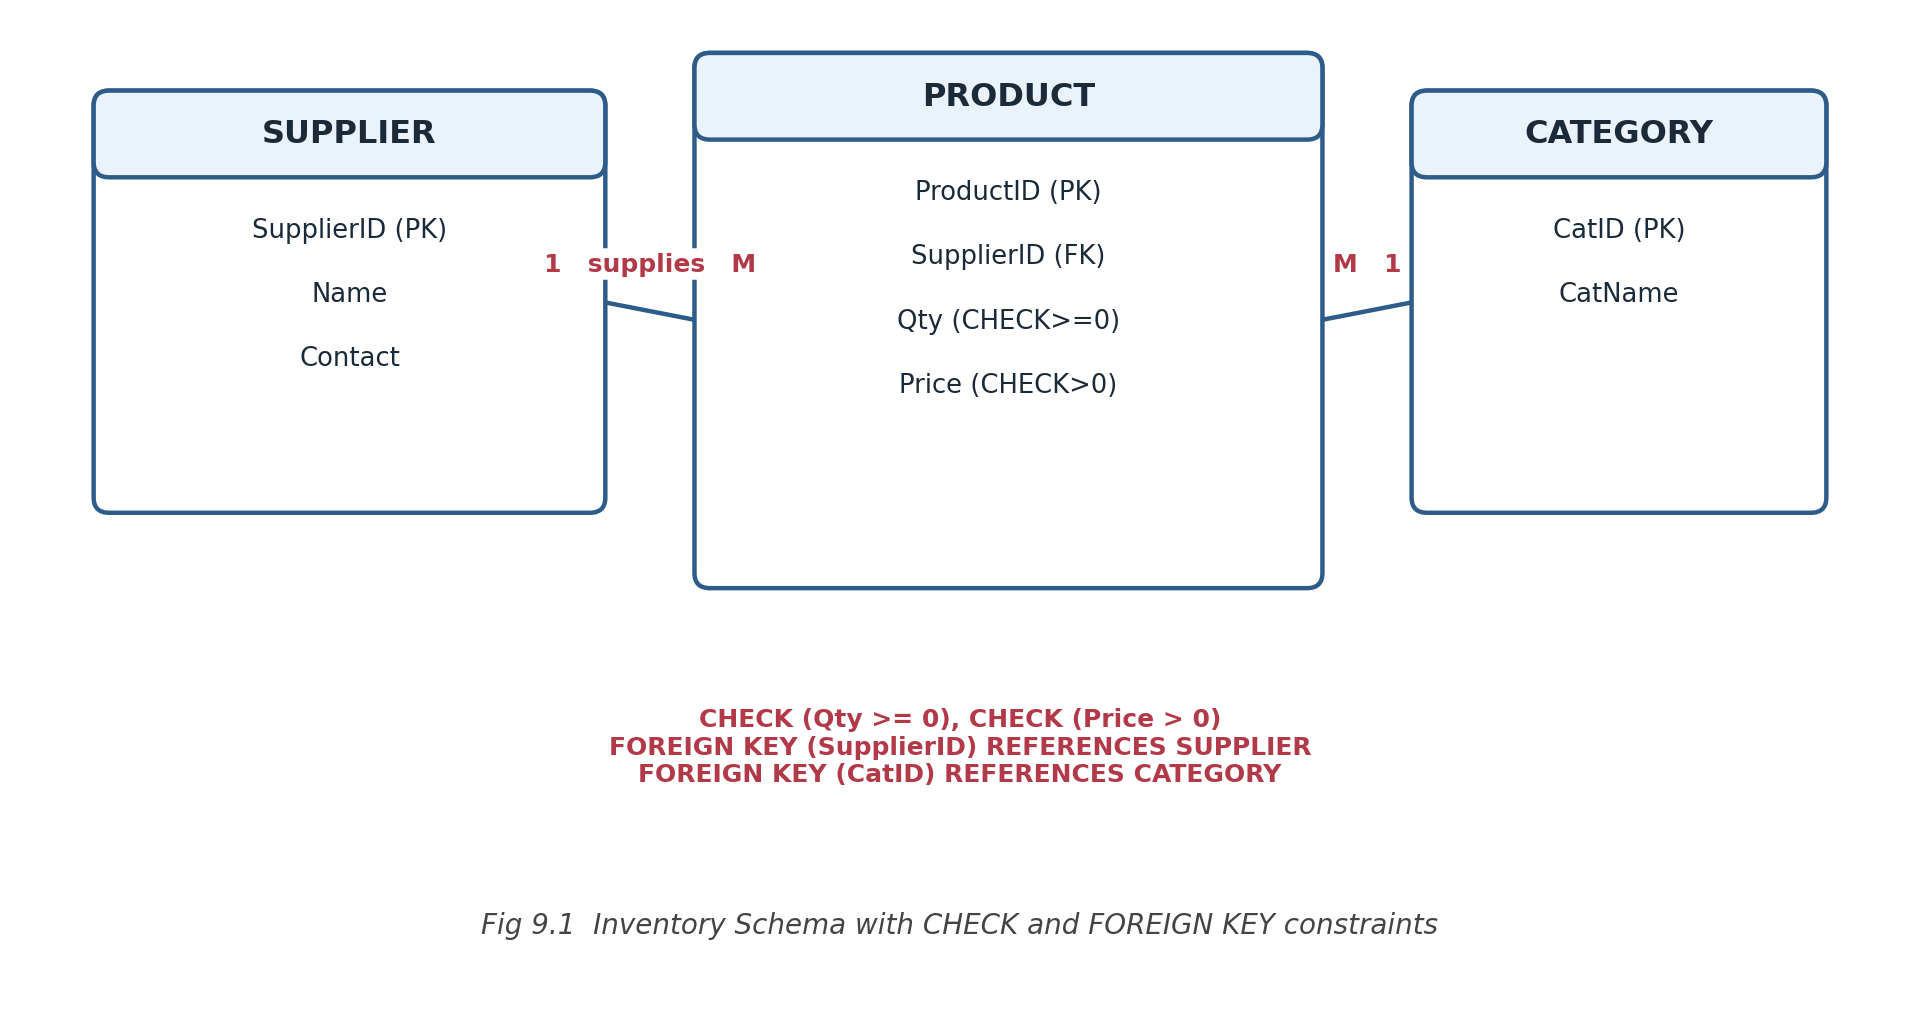 SUPPLIER
SupplierID (PK)
Name
Contact
1 supplies M
PRODUCT
ProductID (PK)
SupplierID (FK)
Qty (CHECK>=0)
Price (CHECK>0)
M 1
CATEGORY
CatID (PK)
CatName
CHECK (Qty >= 0), CHECK (Price > 0)
FOREIGN KEY (SupplierID) REFERENCES SUPPLIER
FOREIGN KEY (CatID) REFERENCES CATEGORY
Fig 9.1 Inventory Schema with CHECK and FOREIGN KEY constraints